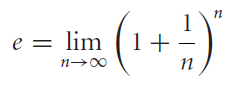 e = lim_{n→∞} (1 + 1/n)^n